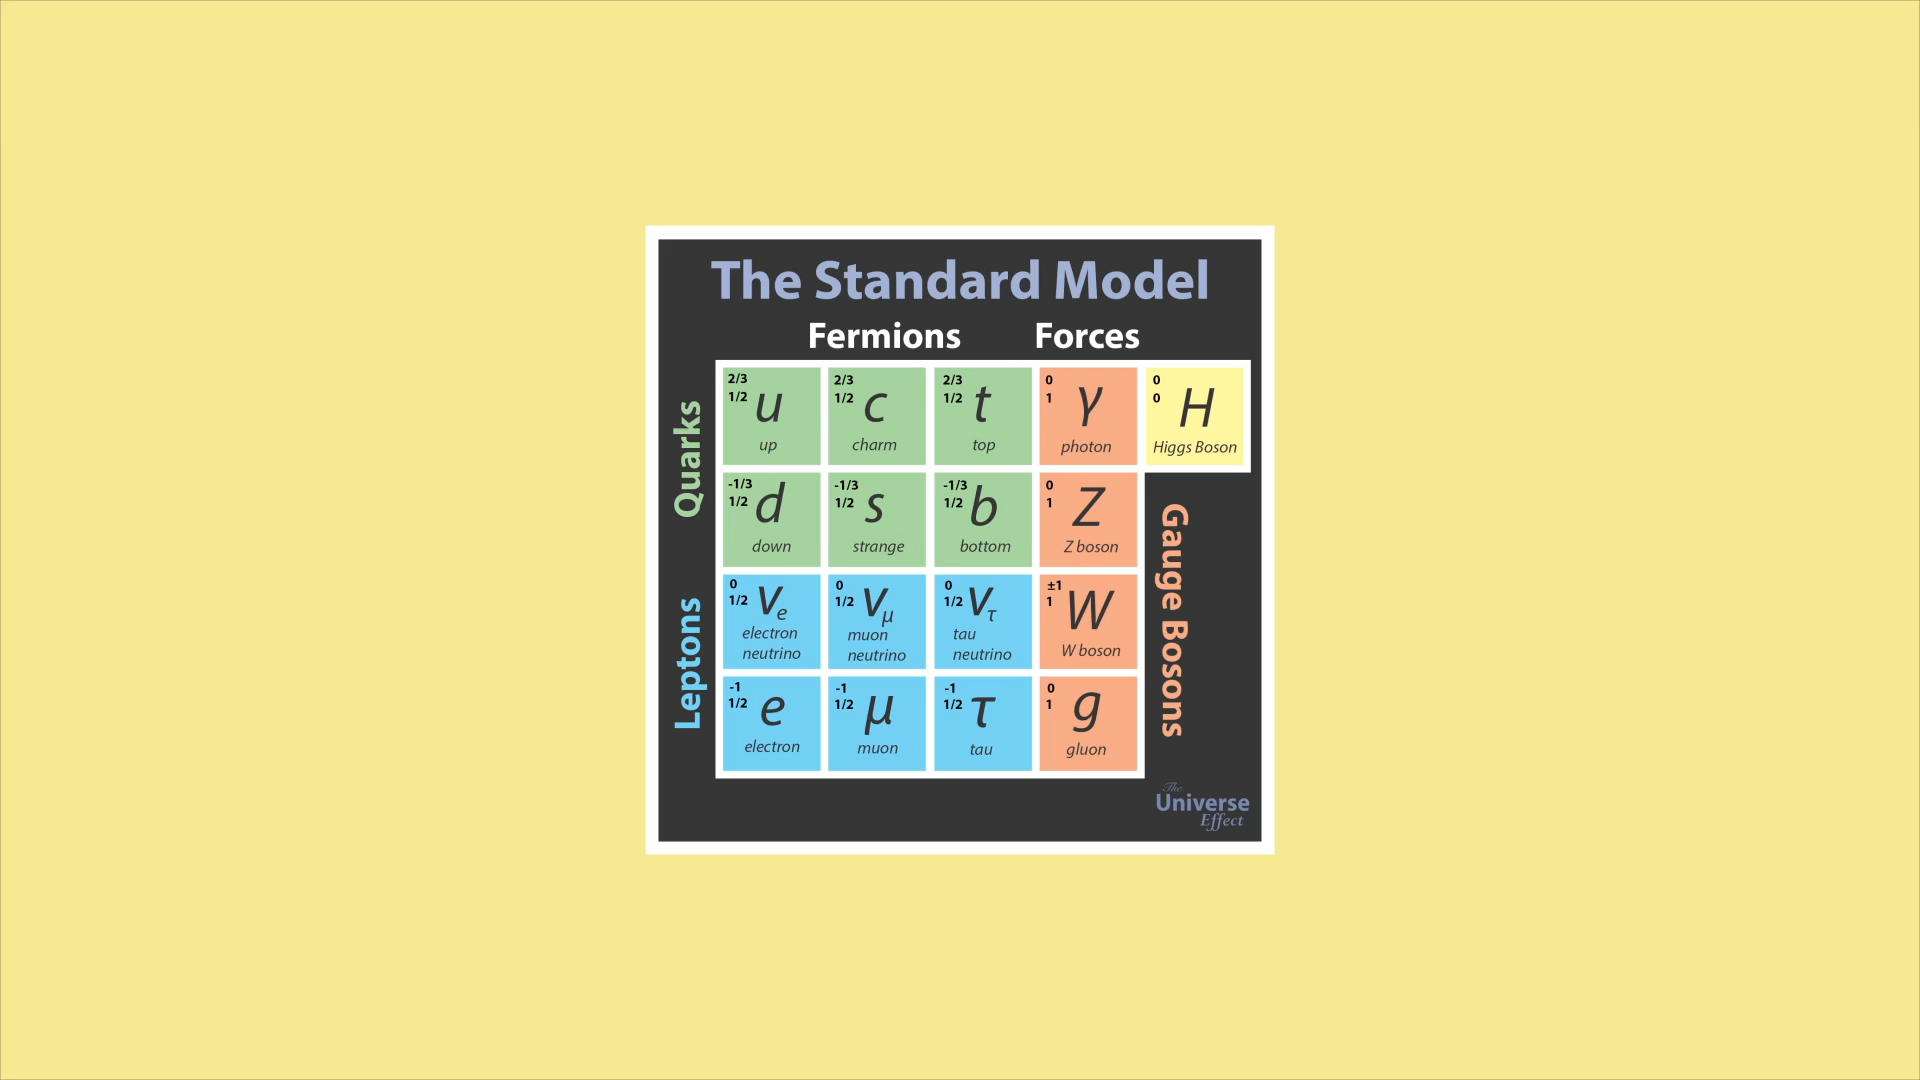 The Standard Model
Fermions Forces
Quarks
2/3
1/2
u
up
2/3
1/2
c
charm
2/3
1/2
t
top
0
1
γ
photon
0
0
H
Higgs Boson
-1/3
1/2
d
down
-1/3
1/2
s
strange
-1/3
1/2
b
bottom
0
1
Z
Z boson
Leptons
0
1/2
νe
electron
neutrino
0
1/2
νμ
muon
neutrino
0
1/2
ντ
tau
neutrino
±1
1
W
W boson
-1
1/2
e
electron
-1
1/2
μ
muon
-1
1/2
τ
tau
0
1
g
gluon
Gauge Bosons
The
Universe
Effect